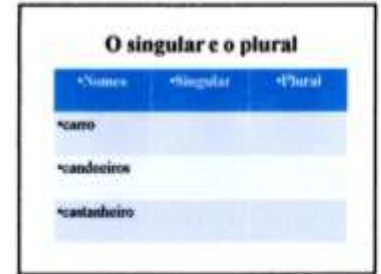 O singular e o plural
•Nomes •Singular •Plural
•carro
•candeeiros
•castanheiro